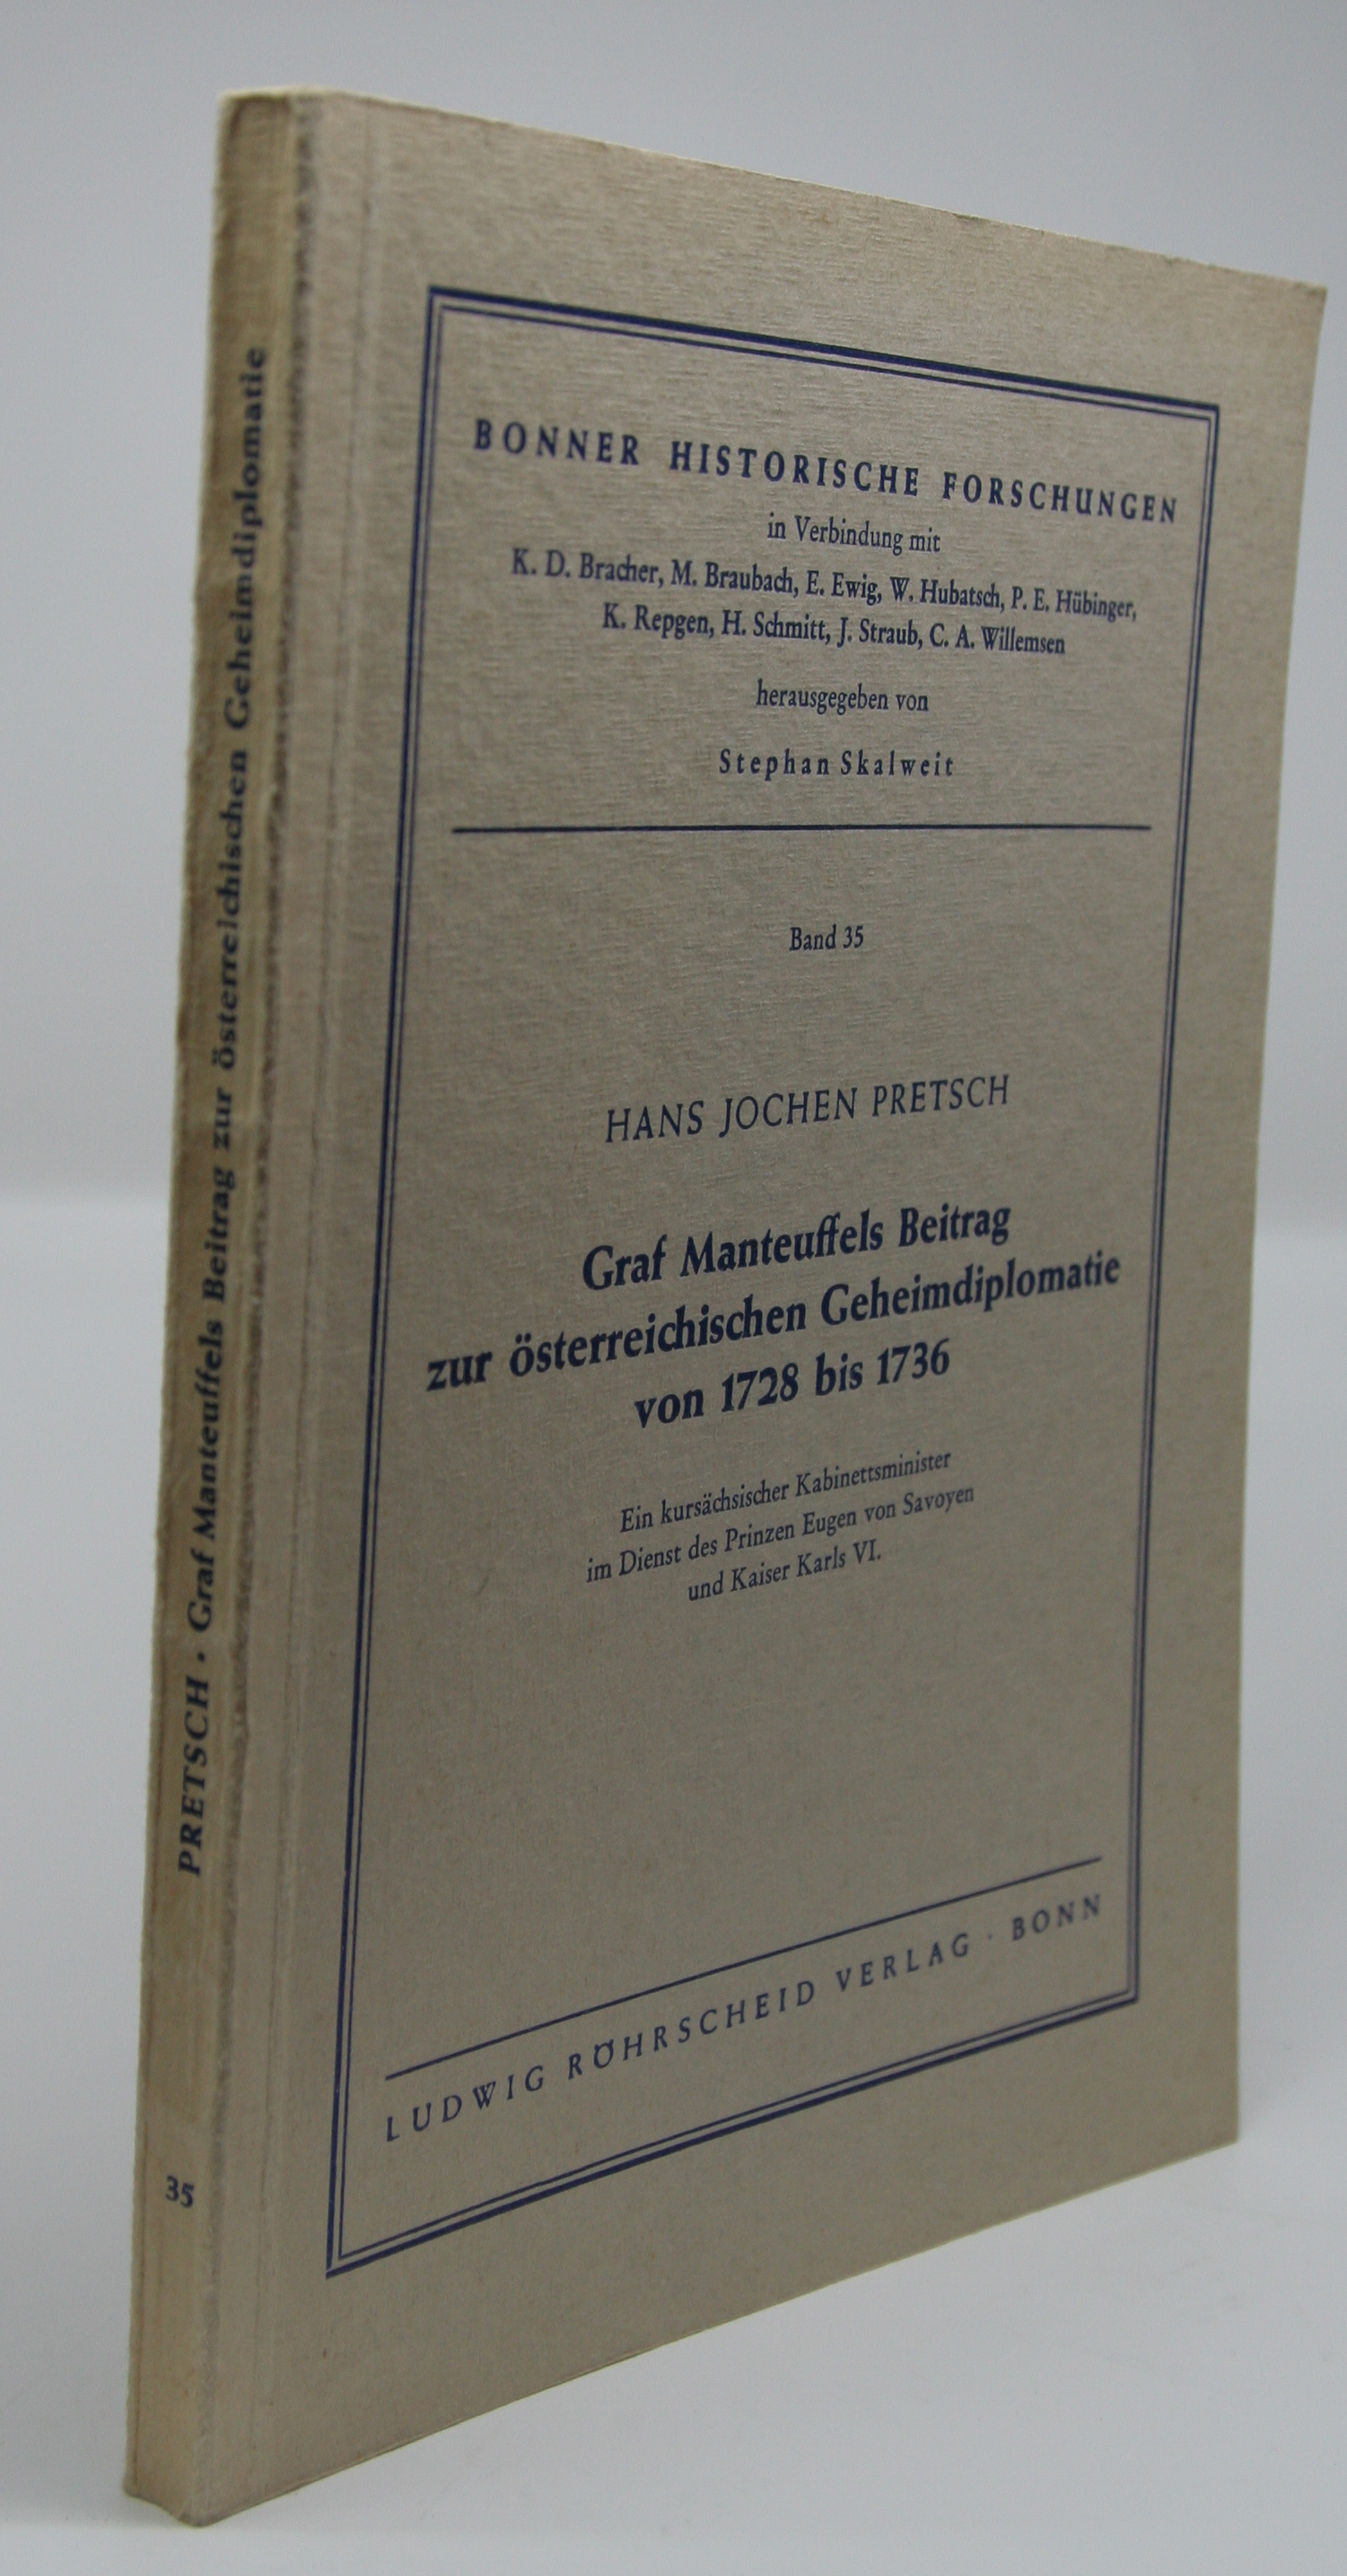 PRETSCH · Graf Manteuffels Beitrag zur österreichischen Geheimdiplomatie
35
BONNER HISTORISCHE FORSCHUNGEN
in Verbindung mit
K. D. Bracher, M. Braubach, E. Ewig, W. Hubatsch, P. E. Hübinger,
K. Repgen, H. Schmitt, J. Straub, C. A. Willemsen
herausgegeben von
Stephan Skalweit
Band 35
HANS JOCHEN PRETSCH
Graf Manteuffels Beitrag
zur österreichischen Geheimdiplomatie
von 1728 bis 1736
Ein kursächsischer Kabinettsminister
im Dienst des Prinzen Eugen von Savoyen
und Kaiser Karls VI.
LUDWIG RÖHRSCHEID VERLAG · BONN